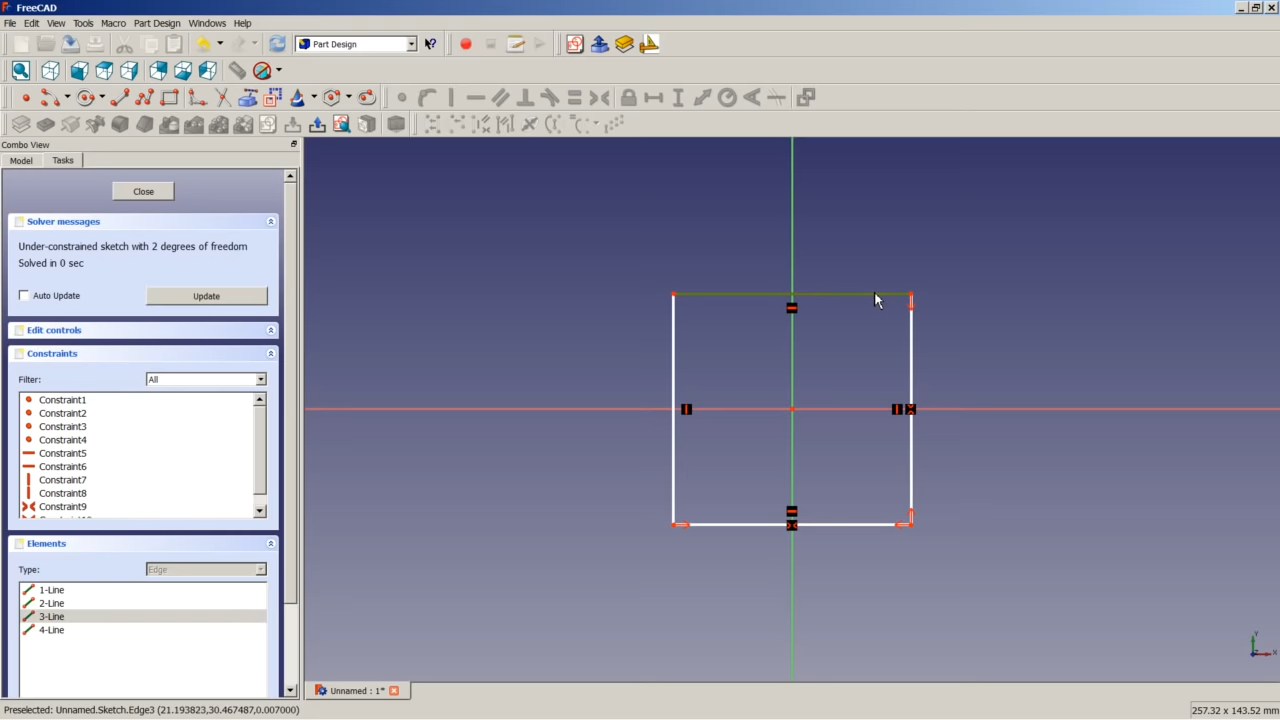 FreeCAD
File Edit View Tools Macro Part Design Windows Help
Part Design
Combo View
Model Tasks
Close
Solver messages
Under-constrained sketch with 2 degrees of freedom
Solved in 0 sec
Auto Update Update
Edit controls
Constraints
Filter: All
Constraint1
Constraint2
Constraint3
Constraint4
Constraint5
Constraint6
Constraint7
Constraint8
Constraint9
Elements
Type: Edge
1-Line
2-Line
3-Line
4-Line
Y
X
Unnamed : 1*
Preselected: Unnamed.Sketch.Edge3 (21.193823,30.467487,0.007000) 257.32 x 143.52 mm